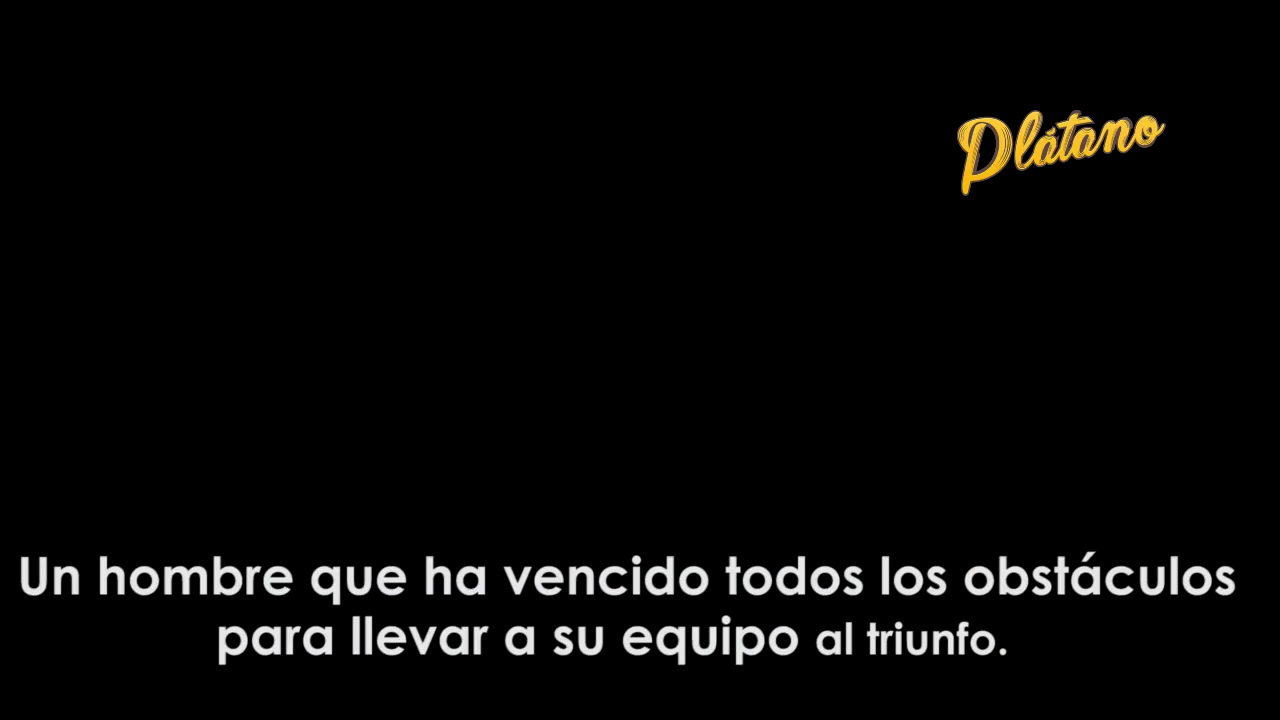 Plátano
Un hombre que ha vencido todos los obstáculos
para llevar a su equipo al triunfo.